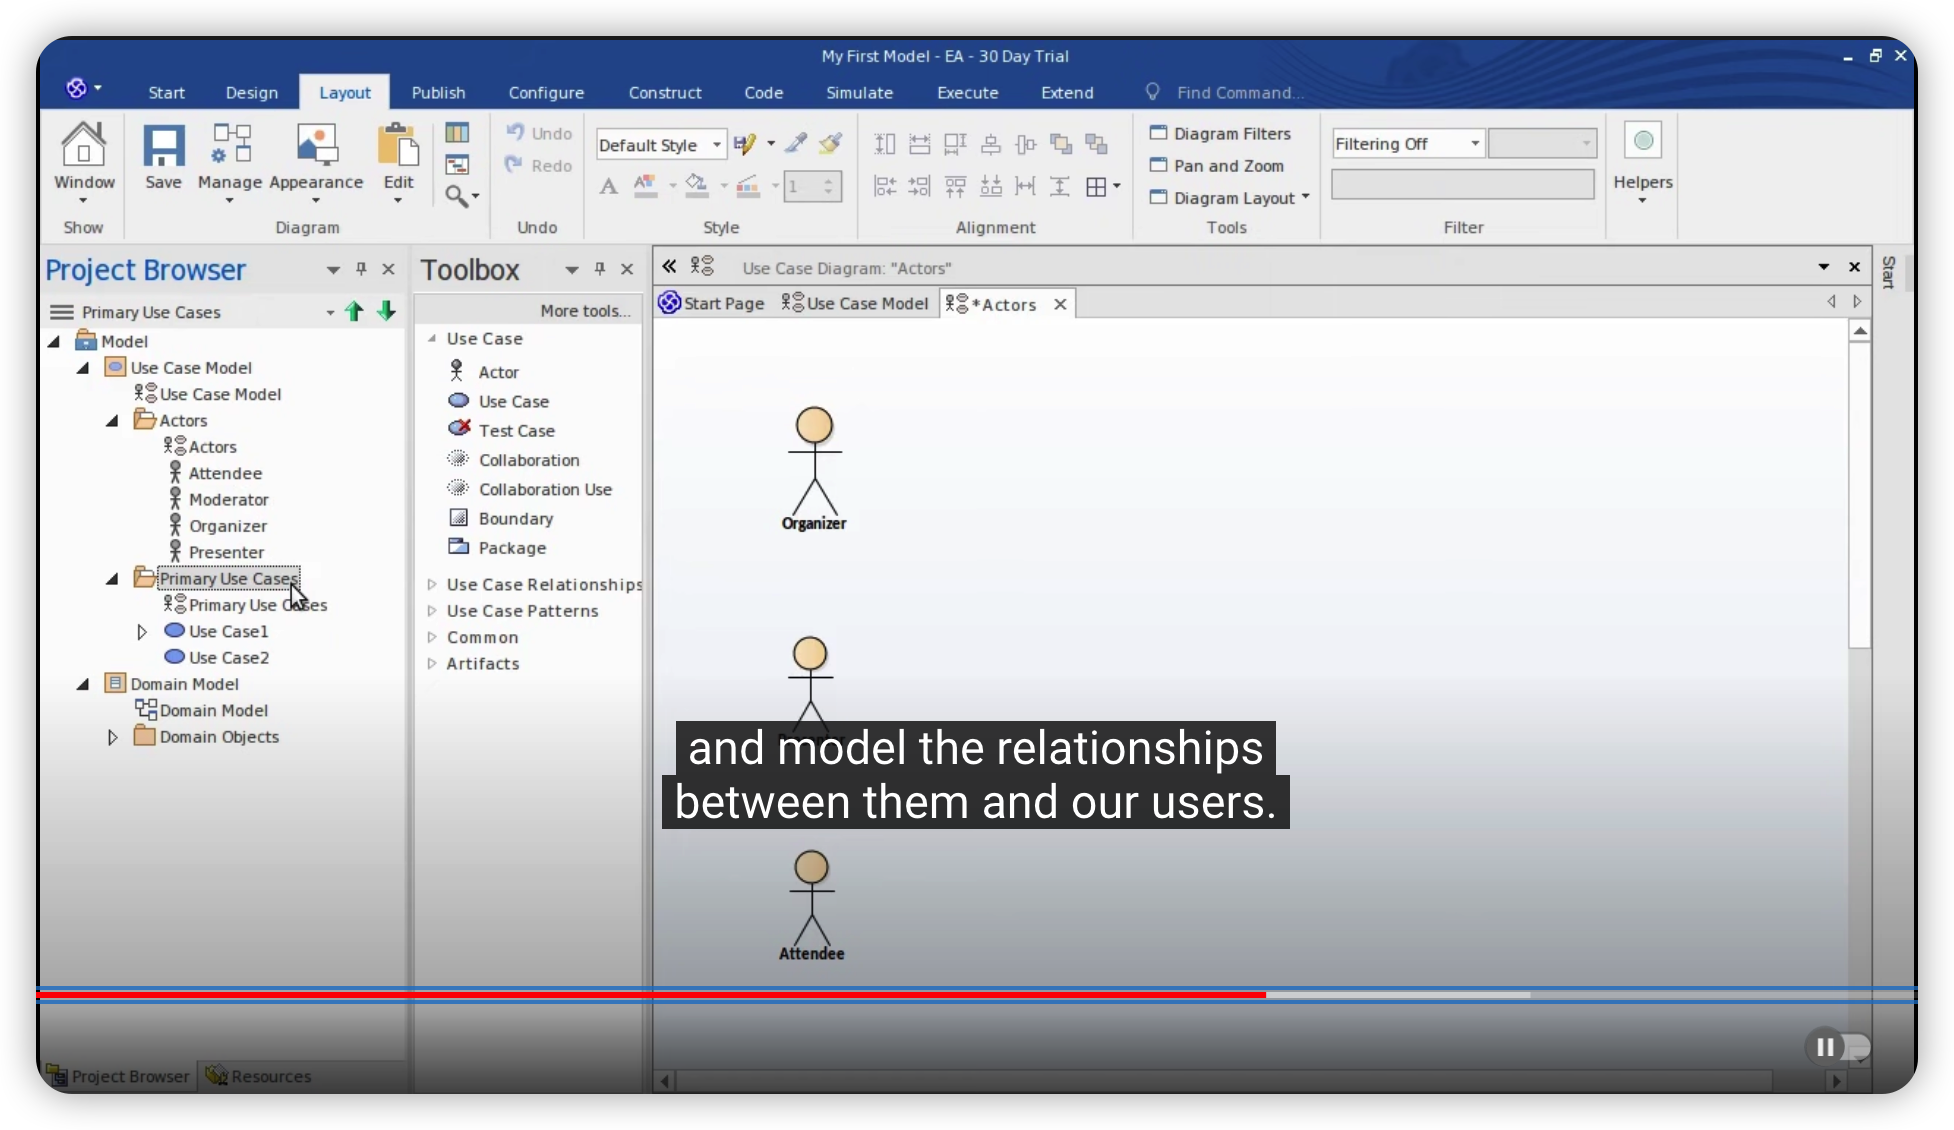 My First Model - EA - 30 Day Trial
Start Design Layout Publish Configure Construct Code Simulate Execute Extend Find Command...
Window Save Manage Appearance Edit
Undo
Redo
Default Style
1
Diagram Filters
Pan and Zoom
Diagram Layout
Filtering Off
Helpers
Show Diagram Undo Style Alignment Tools Filter
Project Browser
Primary Use Cases
Model
Use Case Model
Use Case Model
Actors
Actors
Attendee
Moderator
Organizer
Presenter
Primary Use Cases
Primary Use Cases
Use Case1
Use Case2
Domain Model
Domain Model
Domain Objects
Project Browser Resources
Toolbox
More tools...
Use Case
Actor
Use Case
Test Case
Collaboration
Collaboration Use
Boundary
Package
Use Case Relationships
Use Case Patterns
Common
Artifacts
Use Case Diagram: "Actors"
Start Page Use Case Model *Actors
Organizer
and model the relationships
between them and our users.
Attendee
Start